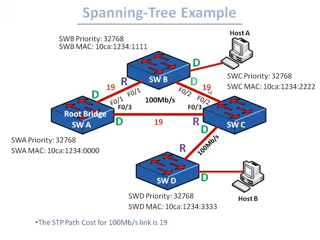 Spanning-Tree Example
Host A
SWB Priority: 32768
SWB MAC: 10ca:1234:1111
D
SW B
SWC Priority: 32768
SWC MAC: 10ca:1234:2222
R
D
19
19
F0/1
F0/1
F0/2
F0/2
100Mb/s
D
R
D
Root Bridge
F0/3
F0/3
SW A
D
19
R
SW C
D
100Mb/s
SWA Priority: 32768
SWA MAC: 10ca:1234:0000
R
SW D
D
SWD Priority: 32768
SWD MAC: 10ca:1234:3333
Host B
•The STP Path Cost for 100Mb/s link is 19